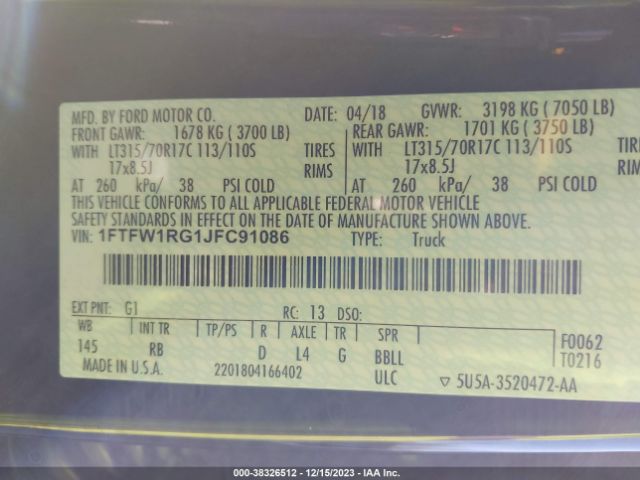 MFD. BY FORD MOTOR CO. DATE: 04/18 GVWR: 3198 KG ( 7050 LB)
FRONT GAWR: 1678 KG ( 3700 LB) REAR GAWR: 1701 KG ( 3750 LB)
WITH LT315/70R17C 113/110S TIRES WITH LT315/70R17C 113/110S TIRES
17x8.5J RIMS 17x8.5J RIMS
AT 260 kPa/ 38 PSI COLD AT 260 kPa/ 38 PSI COLD
THIS VEHICLE CONFORMS TO ALL APPLICABLE FEDERAL MOTOR VEHICLE
SAFETY STANDARDS IN EFFECT ON THE DATE OF MANUFACTURE SHOWN ABOVE.
VIN: 1FTFW1RG1JFC91086 TYPE: Truck
EXT PNT: G1 RC: 13 DSO:
WB INT TR TP/PS R AXLE TR SPR F0062
145 RB D L4 G BBLL T0216
MADE IN U.S.A. 2201804166402 ULC ▽ 5U5A-3520472-AA
000-38326512 - 12/15/2023 - IAA Inc.